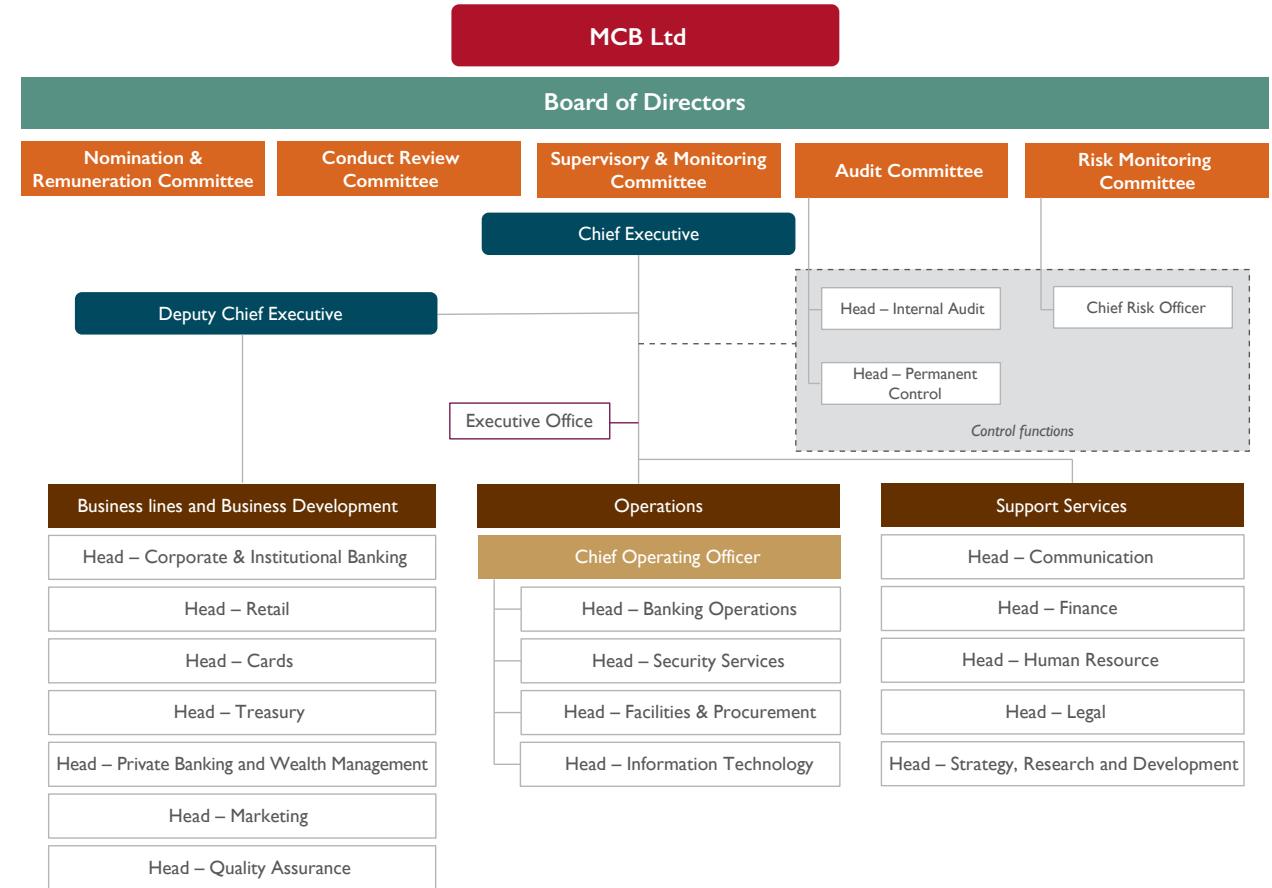 MCB Ltd
Board of Directors
Nomination &
Remuneration Committee
Conduct Review
Committee
Supervisory & Monitoring
Committee
Audit Committee
Risk Monitoring
Committee
Chief Executive
Deputy Chief Executive
Head – Internal Audit
Chief Risk Officer
Head – Permanent
Control
Executive Office
Control functions
Business lines and Business Development
Head – Corporate & Institutional Banking
Head – Retail
Head – Cards
Head – Treasury
Head – Private Banking and Wealth Management
Head – Marketing
Head – Quality Assurance
Operations
Chief Operating Officer
Head – Banking Operations
Head – Security Services
Head – Facilities & Procurement
Head – Information Technology
Support Services
Head – Communication
Head – Finance
Head – Human Resource
Head – Legal
Head – Strategy, Research and Development